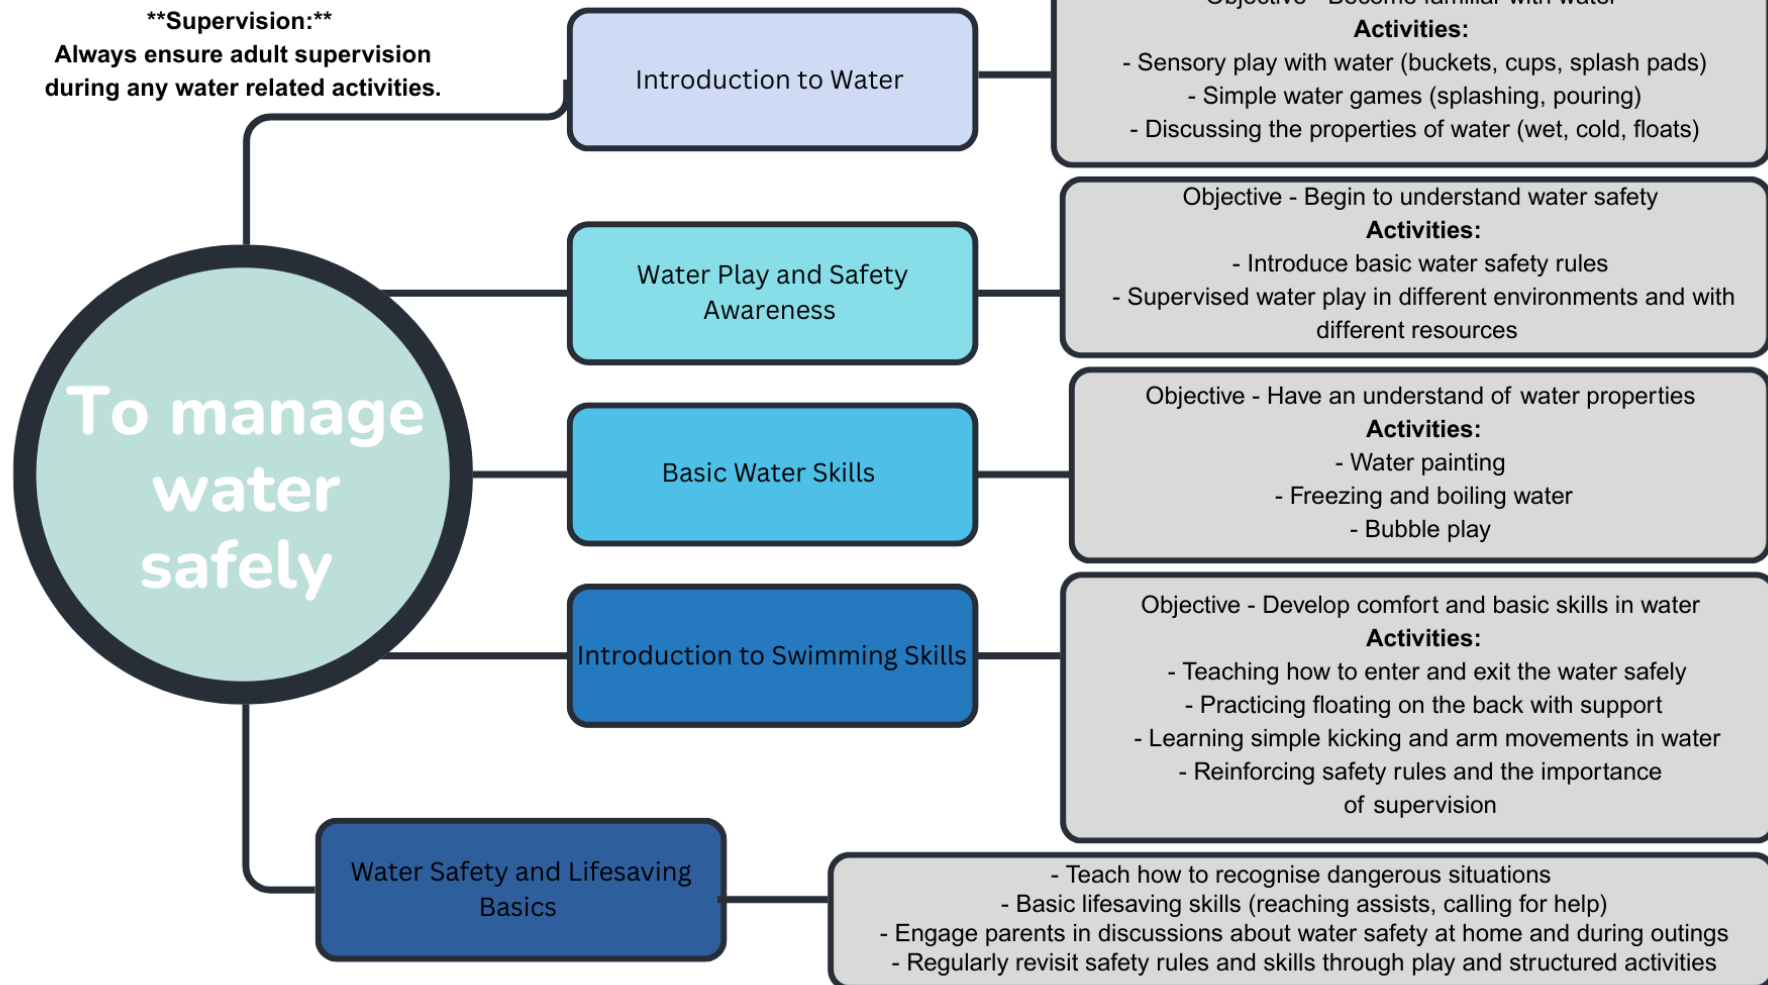 **Supervision:**
Always ensure adult supervision
during any water related activities.
To manage
water
safely
Introduction to Water
Objective - Become familiar with water
Activities:
- Sensory play with water (buckets, cups, splash pads)
- Simple water games (splashing, pouring)
- Discussing the properties of water (wet, cold, floats)
Water Play and Safety
Awareness
Objective - Begin to understand water safety
Activities:
- Introduce basic water safety rules
- Supervised water play in different environments and with
different resources
Basic Water Skills
Objective - Have an understand of water properties
Activities:
- Water painting
- Freezing and boiling water
- Bubble play
Introduction to Swimming Skills
Objective - Develop comfort and basic skills in water
Activities:
- Teaching how to enter and exit the water safely
- Practicing floating on the back with support
- Learning simple kicking and arm movements in water
- Reinforcing safety rules and the importance
of supervision
Water Safety and Lifesaving
Basics
- Teach how to recognise dangerous situations
- Basic lifesaving skills (reaching assists, calling for help)
- Engage parents in discussions about water safety at home and during outings
- Regularly revisit safety rules and skills through play and structured activities